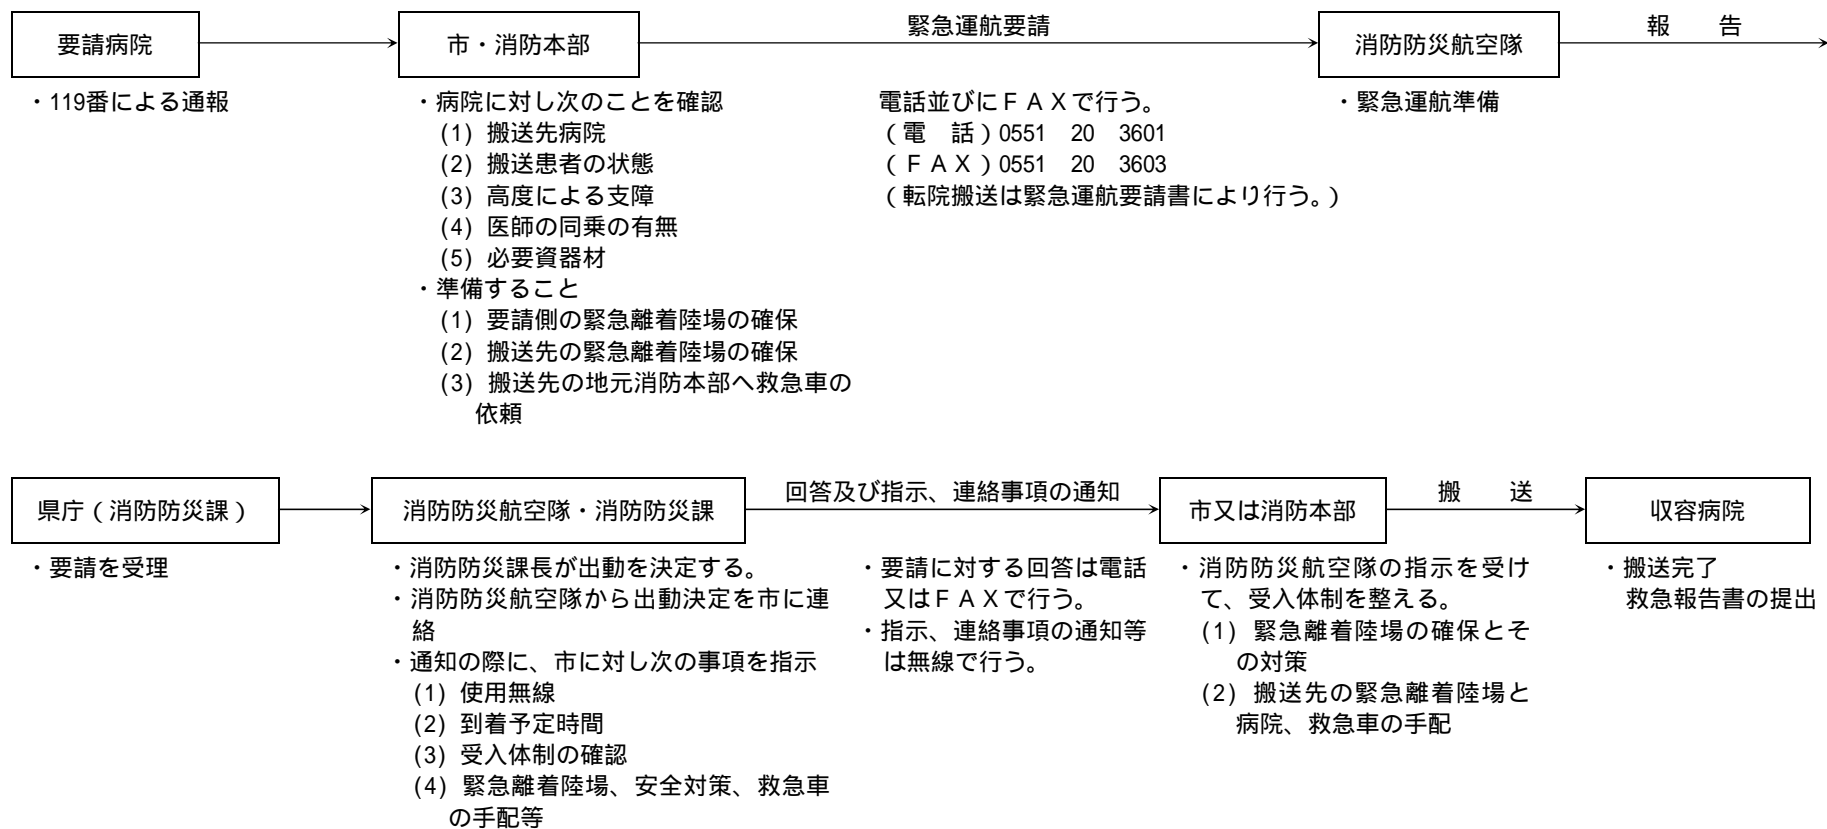 要請病院
市・消防本部
緊急運航要請
消防防災航空隊
報　告
・119番による通報
・病院に対し次のことを確認
(1) 搬送先病院
(2) 搬送患者の状態
(3) 高度による支障
(4) 医師の同乗の有無
(5) 必要資器材
・準備すること
(1) 要請側の緊急離着陸場の確保
(2) 搬送先の緊急離着陸場の確保
(3) 搬送先の地元消防本部へ救急車の
依頼
電話並びにＦＡＸで行う。
（電　話）0551　20　3601
（ＦＡＸ）0551　20　3603
（転院搬送は緊急運航要請書により行う。）
・緊急運航準備
県庁（消防防災課）
消防防災航空隊・消防防災課
回答及び指示、連絡事項の通知
市又は消防本部
搬　送
収容病院
・要請を受理
・消防防災課長が出動を決定する。
・消防防災航空隊から出動決定を市に連
絡
・通知の際に、市に対し次の事項を指示
(1) 使用無線
(2) 到着予定時間
(3) 受入体制の確認
(4) 緊急離着陸場、安全対策、救急車
の手配等
・要請に対する回答は電話
又はＦＡＸで行う。
・指示、連絡事項の通知等
は無線で行う。
・消防防災航空隊の指示を受け
て、受入体制を整える。
(1) 緊急離着陸場の確保とそ
の対策
(2) 搬送先の緊急離着陸場と
病院、救急車の手配
・搬送完了
救急報告書の提出